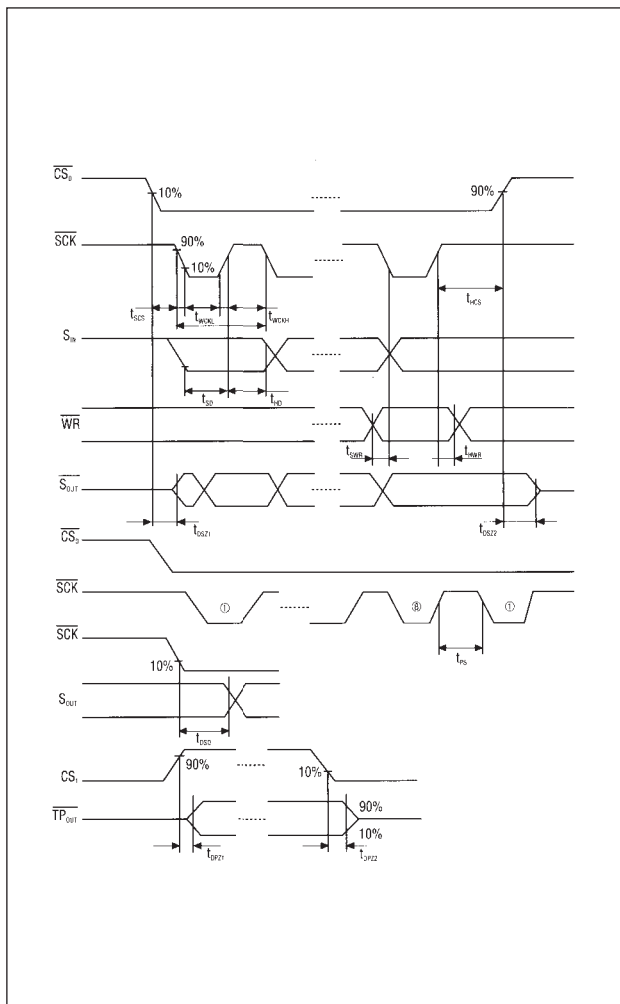 CS₀
10%
90%
SCK
90%
10%
tSCS
tWCKL
tWCKH
tHCS
SIN
tSD
tHD
WR
tSWR
tHWR
SOUT
tDSZ1
tDSZ2
CS₀
SCK
①
⑧
①
tPS
SCK
10%
SOUT
tDSO
CS₁
90%
10%
TPOUT
90%
10%
tDPZ1
tDPZ2